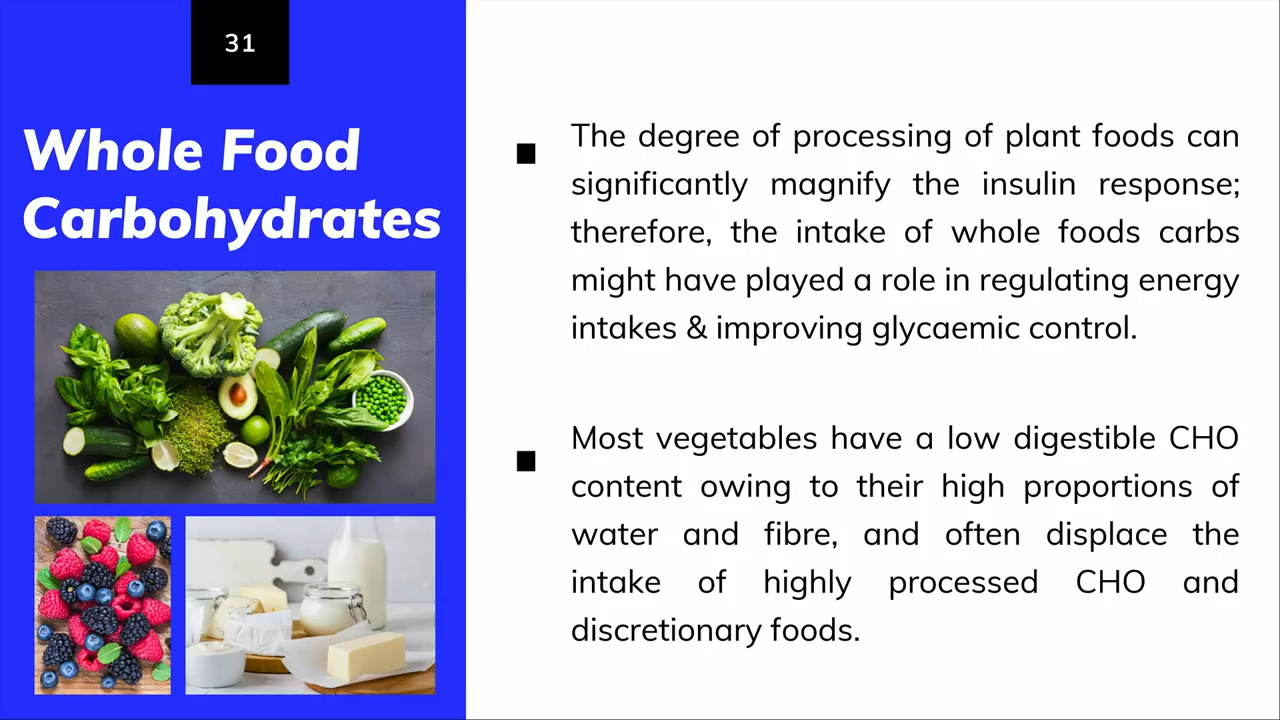 31
Whole Food
Carbohydrates
The degree of processing of plant foods can
significantly magnify the insulin response;
therefore, the intake of whole foods carbs
might have played a role in regulating energy
intakes & improving glycaemic control.
Most vegetables have a low digestible CHO
content owing to their high proportions of
water and fibre, and often displace the
intake of highly processed CHO and
discretionary foods.